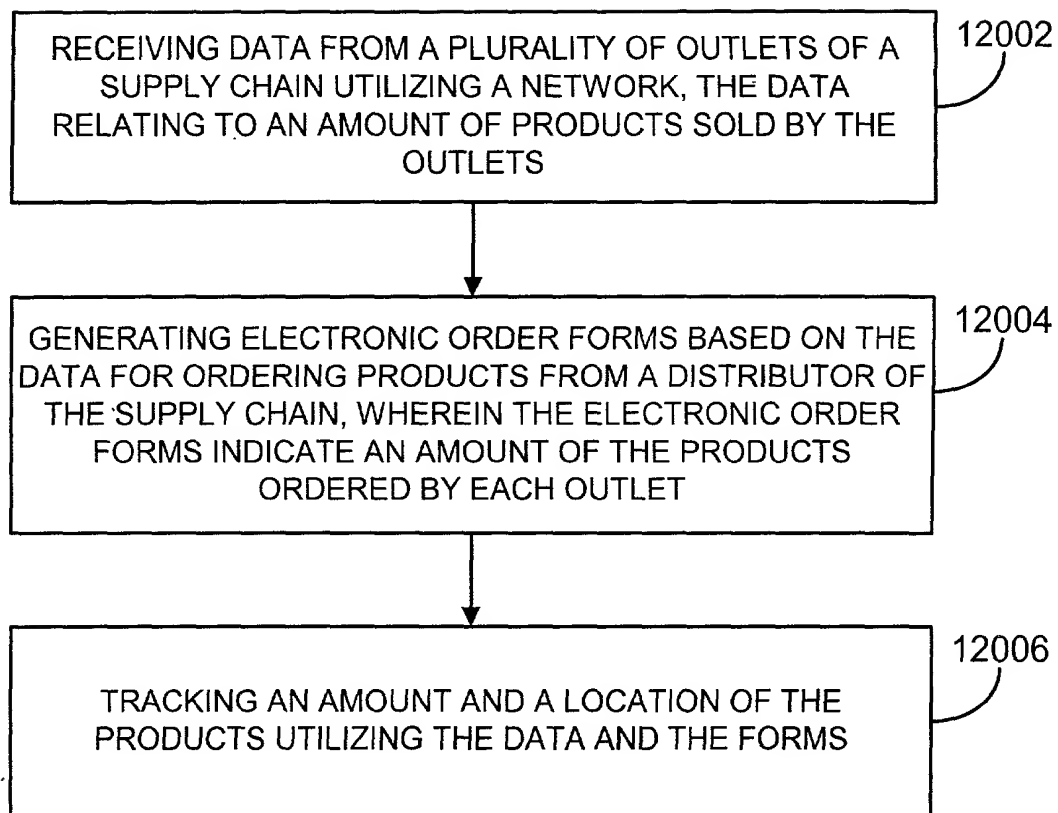 RECEIVING DATA FROM A PLURALITY OF OUTLETS OF A
SUPPLY CHAIN UTILIZING A NETWORK, THE DATA
RELATING TO AN AMOUNT OF PRODUCTS SOLD BY THE
OUTLETS
12002
GENERATING ELECTRONIC ORDER FORMS BASED ON THE
DATA FOR ORDERING PRODUCTS FROM A DISTRIBUTOR OF
THE SUPPLY CHAIN, WHEREIN THE ELECTRONIC ORDER
FORMS INDICATE AN AMOUNT OF THE PRODUCTS
ORDERED BY EACH OUTLET
12004
TRACKING AN AMOUNT AND A LOCATION OF THE
PRODUCTS UTILIZING THE DATA AND THE FORMS
12006